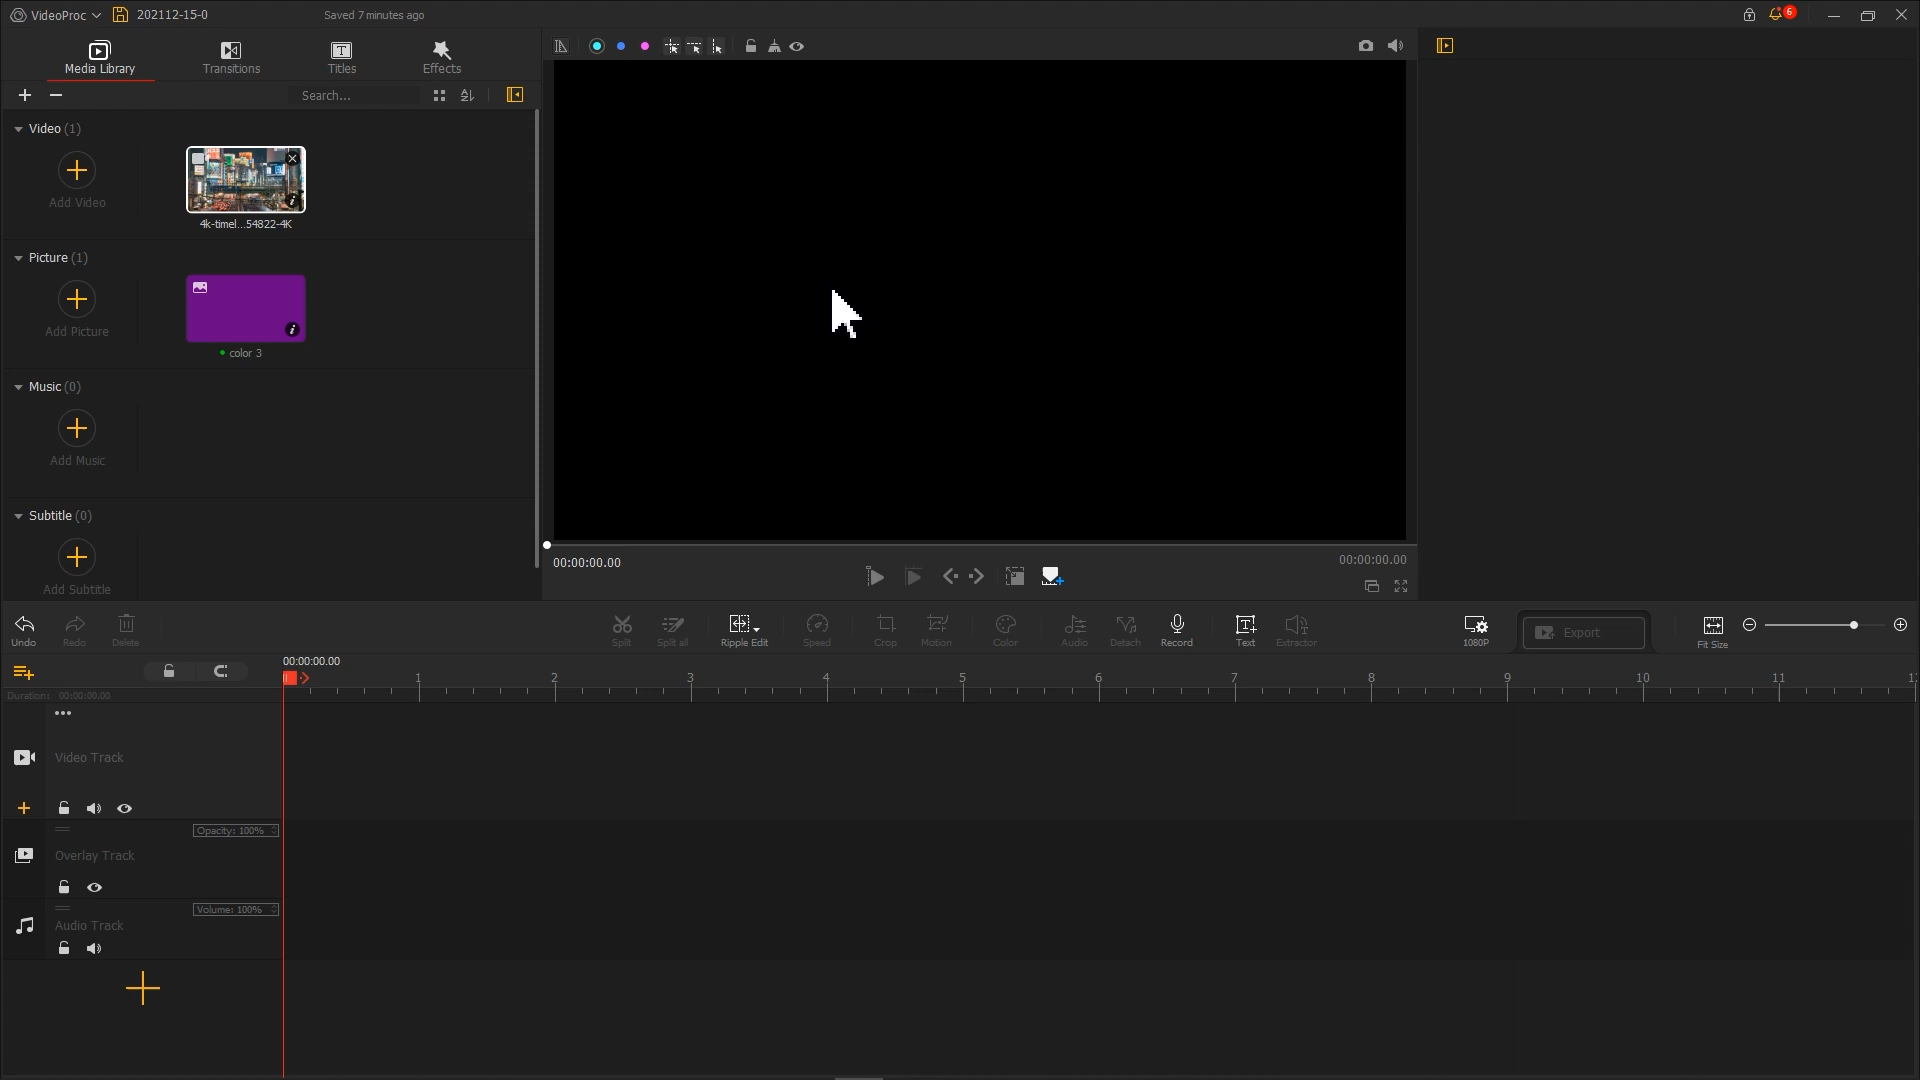 VideoProc
202112-15-0
Saved 7 minutes ago
6
Media Library
Transitions
Titles
Effects
Search...
Video (1)
Add Video
4k-timel...54822-4K
Picture (1)
Add Picture
color 3
Music (0)
Add Music
Subtitle (0)
Add Subtitle
00:00:00.00
00:00:00.00
Undo
Redo
Delete
Split
Split all
Ripple Edit
Speed
Crop
Motion
Color
Audio
Detach
Record
Text
Extractor
1080P
Export
Fit Size
00:00:00.00
1 2 3 4 5 6 7 8 9 10 11
Duration: 00:00:00.00
Video Track
Opacity: 100%
Overlay Track
Volume: 100%
Audio Track